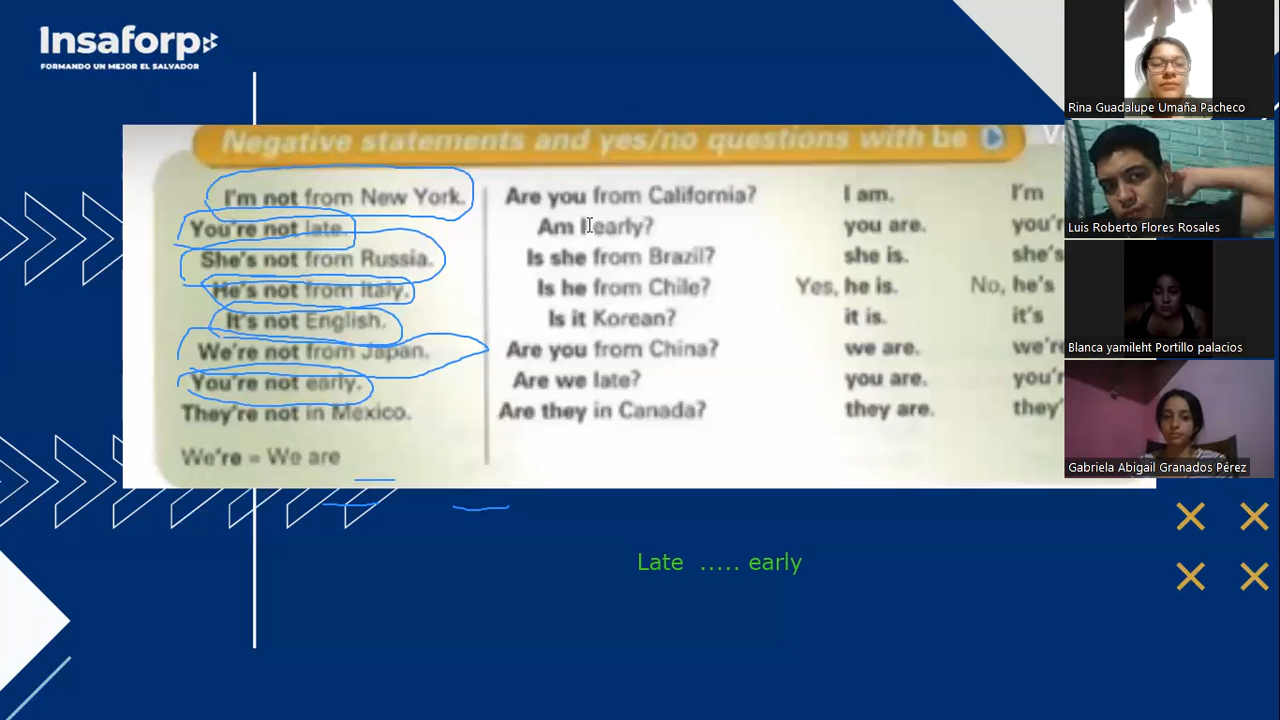 Insaforp
FORMANDO UN MEJOR EL SALVADOR
Negative statements and yes/no questions with be
I'm not from New York.
You're not late.
She's not from Russia.
He's not from Italy.
It's not English.
We're not from Japan.
You're not early.
They're not in Mexico.
We're = We are
Are you from California?
Am I early?
Is she from Brazil?
Is he from Chile?
Is it Korean?
Are you from China?
Are we late?
Are they in Canada?
Yes,
I am.
you are.
she is.
he is.
it is.
we are.
you are.
they are.
No,
I'm
you'r
she's
he's
it's
we're
you'r
they'
Late ..... early
Rina Guadalupe Umaña Pacheco
Luis Roberto Flores Rosales
Blanca yamileht Portillo palacios
Gabriela Abigail Granados Pérez